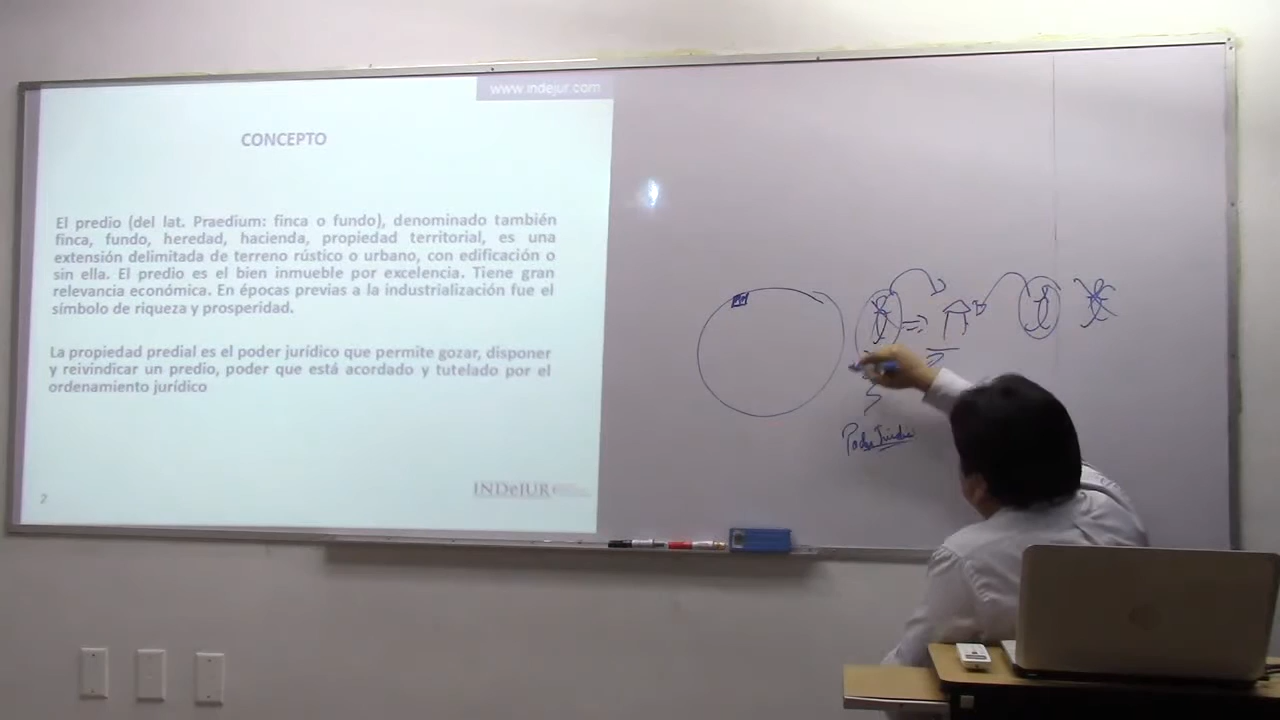 www.indejur.com
CONCEPTO
El predio (del lat. Praedium: finca o fundo), denominado también
finca, fundo, heredad, hacienda, propiedad territorial, es una
extensión delimitada de terreno rústico o urbano, con edificación o
sin ella. El predio es el bien inmueble por excelencia. Tiene gran
relevancia económica. En épocas previas a la industrialización fue el
símbolo de riqueza y prosperidad.
La propiedad predial es el poder jurídico que permite gozar, disponer
y reivindicar un predio, poder que está acordado y tutelado por el
ordenamiento jurídico
INDeJUR
2
Poder